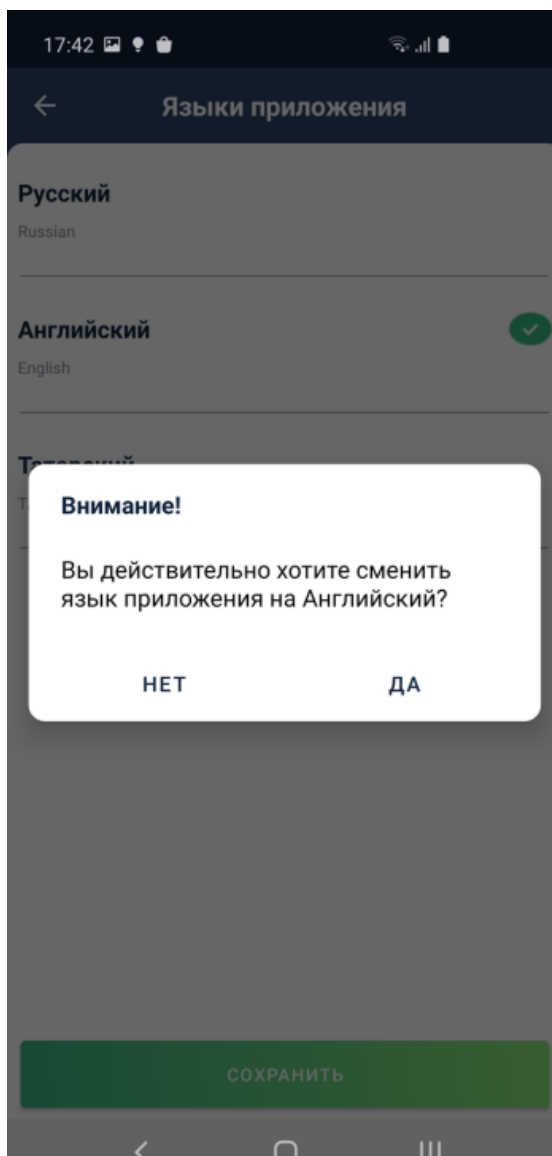 17:42
Языки приложения
Русский
Russian
Английский
English
Внимание!
Вы действительно хотите сменить
язык приложения на Английский?
НЕТ
ДА
СОХРАНИТЬ